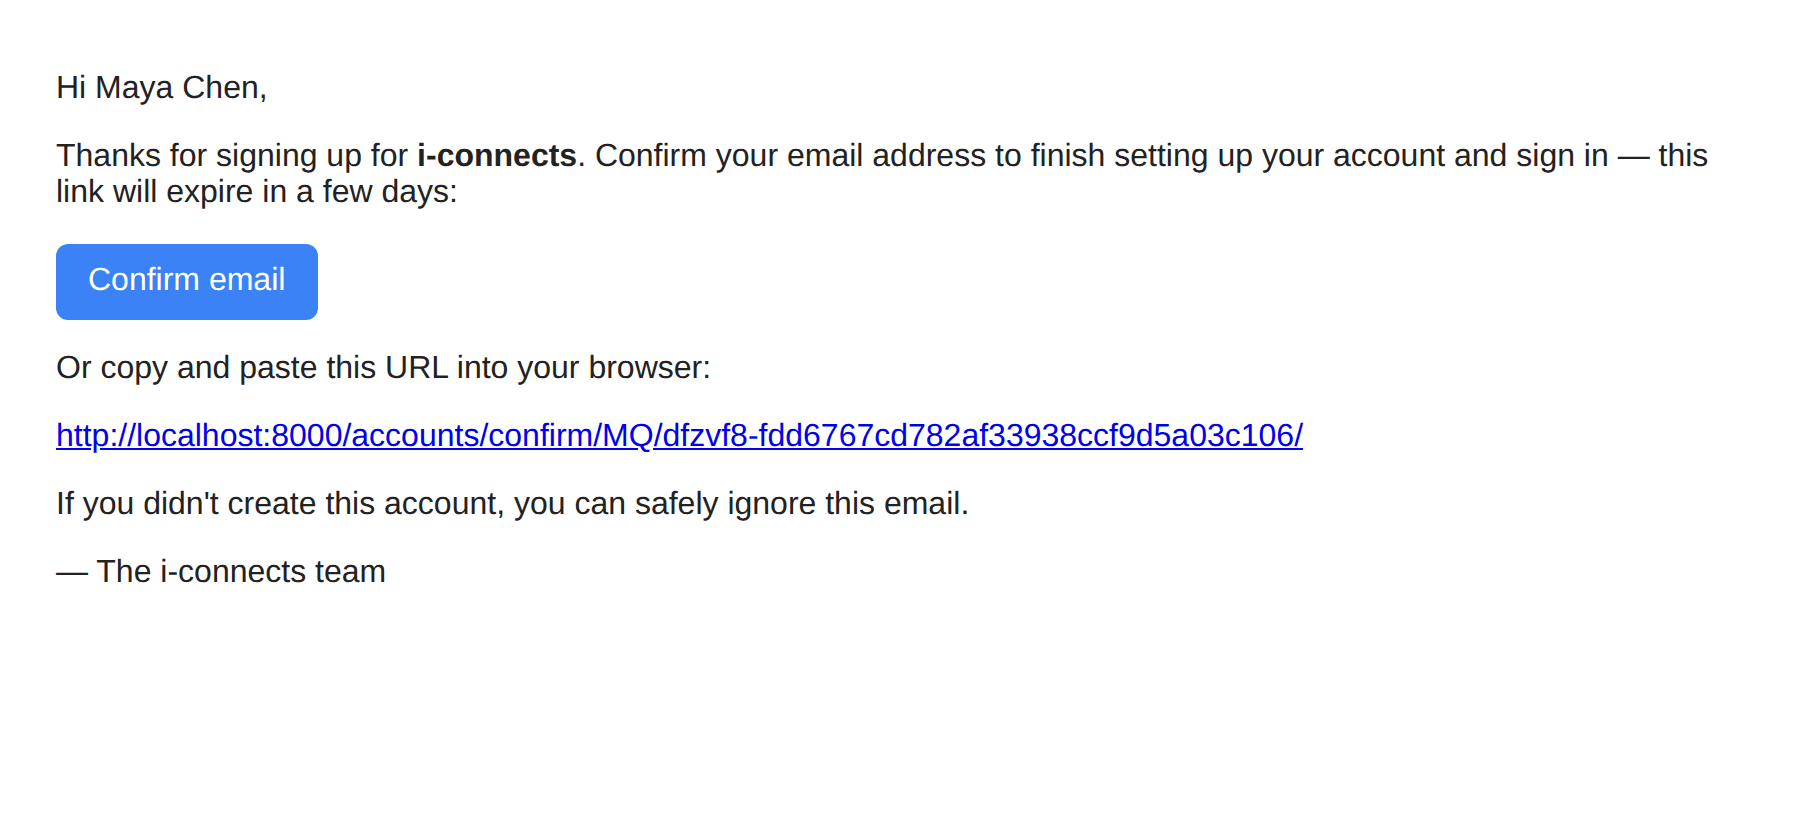 Hi Maya Chen,
Thanks for signing up for i-connects. Confirm your email address to finish setting up your account and sign in — this
link will expire in a few days:
Confirm email
Or copy and paste this URL into your browser:
http://localhost:8000/accounts/confirm/MQ/dfzvf8-fdd6767cd782af33938ccf9d5a03c106/
If you didn't create this account, you can safely ignore this email.
— The i-connects team